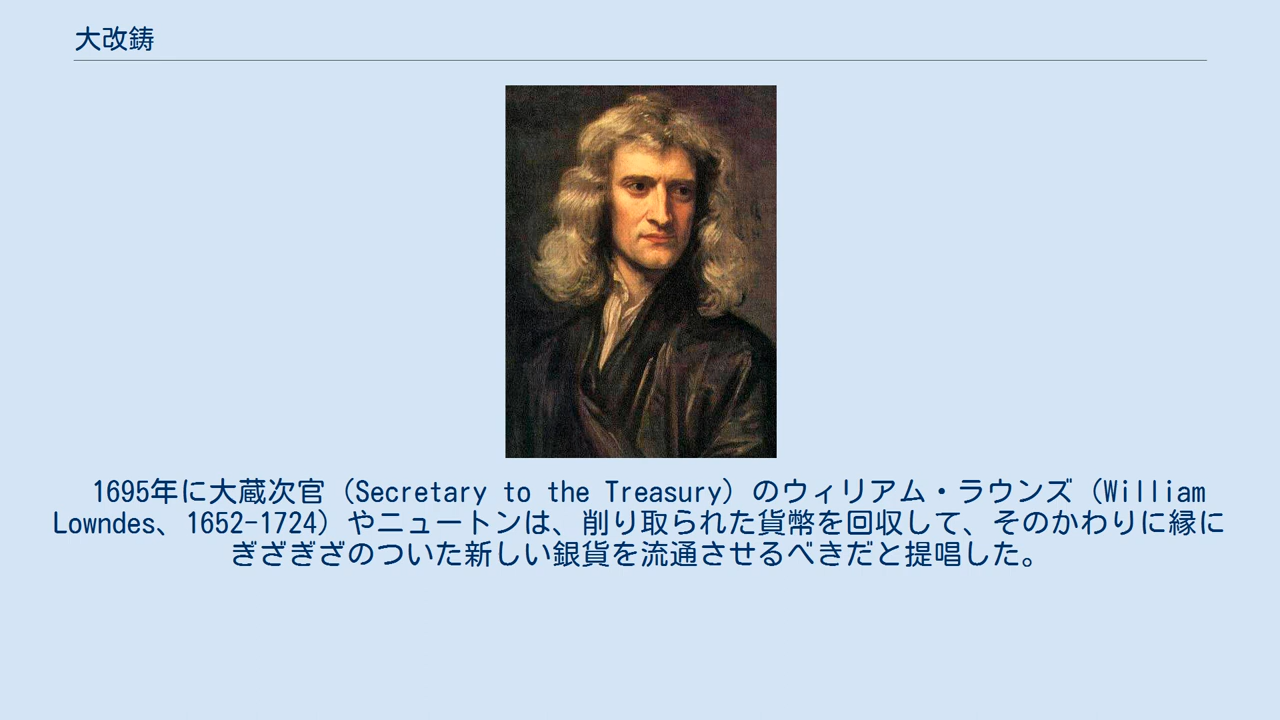 大改鋳
1695年に大蔵次官（Secretary to the Treasury）のウィリアム・ラウンズ（William
Lowndes、1652-1724）やニュートンは、削り取られた貨幣を回収して、そのかわりに縁に
ぎざぎざのついた新しい銀貨を流通させるべきだと提唱した。